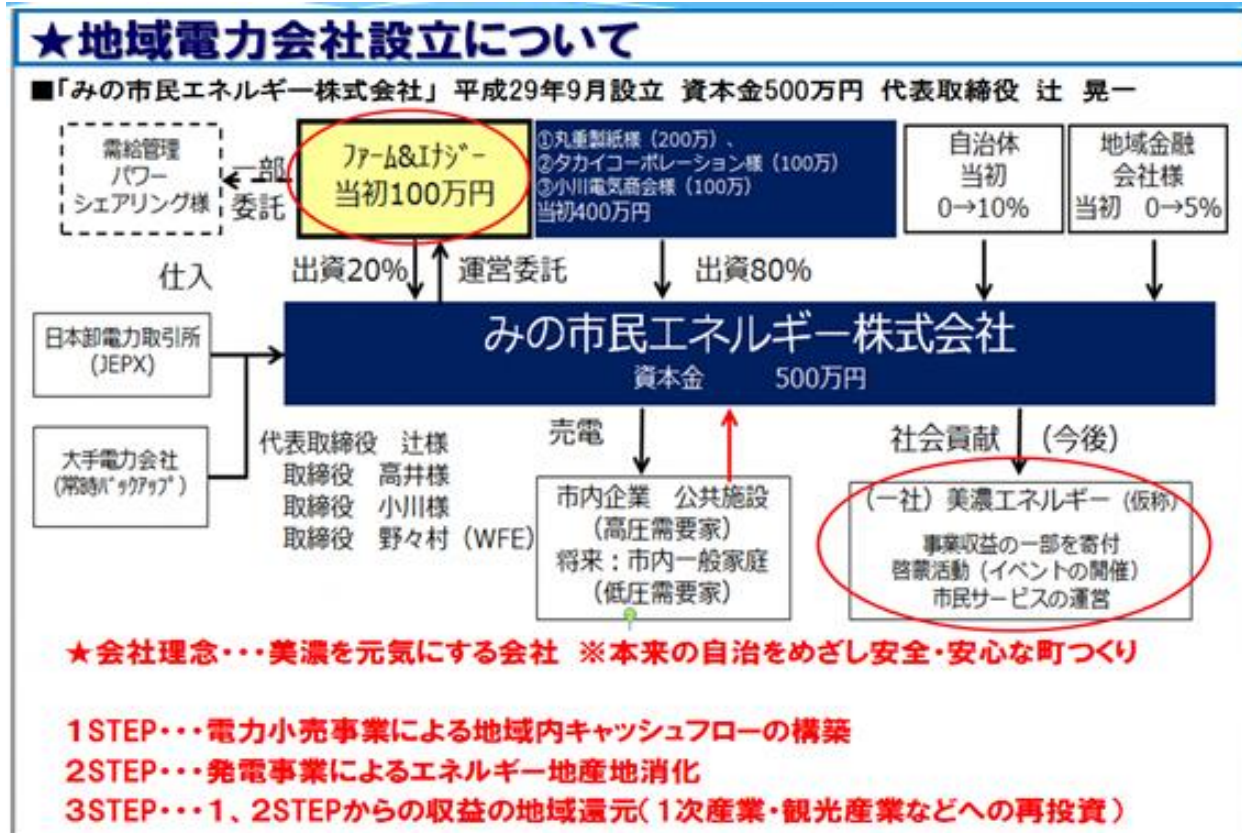 ★地域電力会社設立について
■「みの市民エネルギー株式会社」 平成29年9月設立 資本金500万円 代表取締役 辻 晃一
需給管理
パワー
シェアリング様
一部
委託
ファーム&エナジー
当初100万円
①丸重製紙様（200万）、
②タカイコーポレーション様（100万）
③小川電気商会様（100万）
当初400万円
自治体
当初
0→10%
地域金融
会社様
当初 0→5%
仕入
出資20%
運営委託
出資80%
日本卸電力取引所
(JEPX)
みの市民エネルギー株式会社
資本金 500万円
大手電力会社
(常時バックアップ)
代表取締役 辻様
取締役 高井様
取締役 小川様
取締役 野々村（WFE）
売電
社会貢献 (今後)
市内企業 公共施設
(高圧需要家)
将来：市内一般家庭
(低圧需要家)
(一社) 美濃エネルギー (仮称)
事業収益の一部を寄付
啓蒙活動（イベントの開催）
市民サービスの運営
★会社理念・・・美濃を元気にする会社 ※本来の自治をめざし安全・安心な町つくり
1STEP・・・電力小売事業による地域内キャッシュフローの構築
2STEP・・・発電事業によるエネルギー地産地消化
3STEP・・・1、2STEPからの収益の地域還元（1次産業・観光産業などへの再投資）